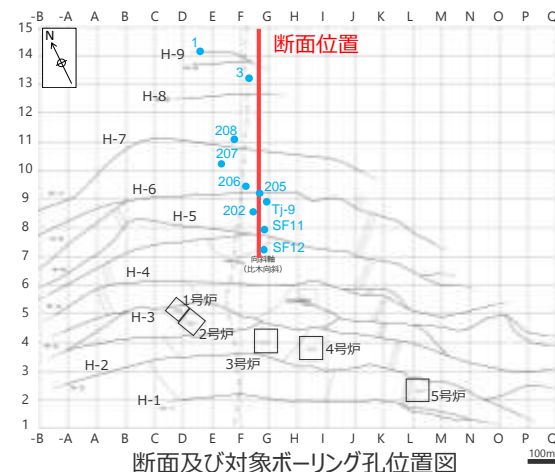 -B -A A B C D E F G H I J K L M N O P Q
15
14
13
12
11
10
9
8
7
6
5
4
3
2
1
N
断面位置
1
H-9
3
H-8
208
H-7
207
206
205
H-6
Tj-9
202
H-5
SF11
SF12
向斜軸
(比木向斜)
H-4
1号炉
H-3
2号炉
3号炉
4号炉
H-2
5号炉
H-1
-B -A A B C D E F G H I J K L M N O P Q
断面及び対象ボーリング孔位置図
100m